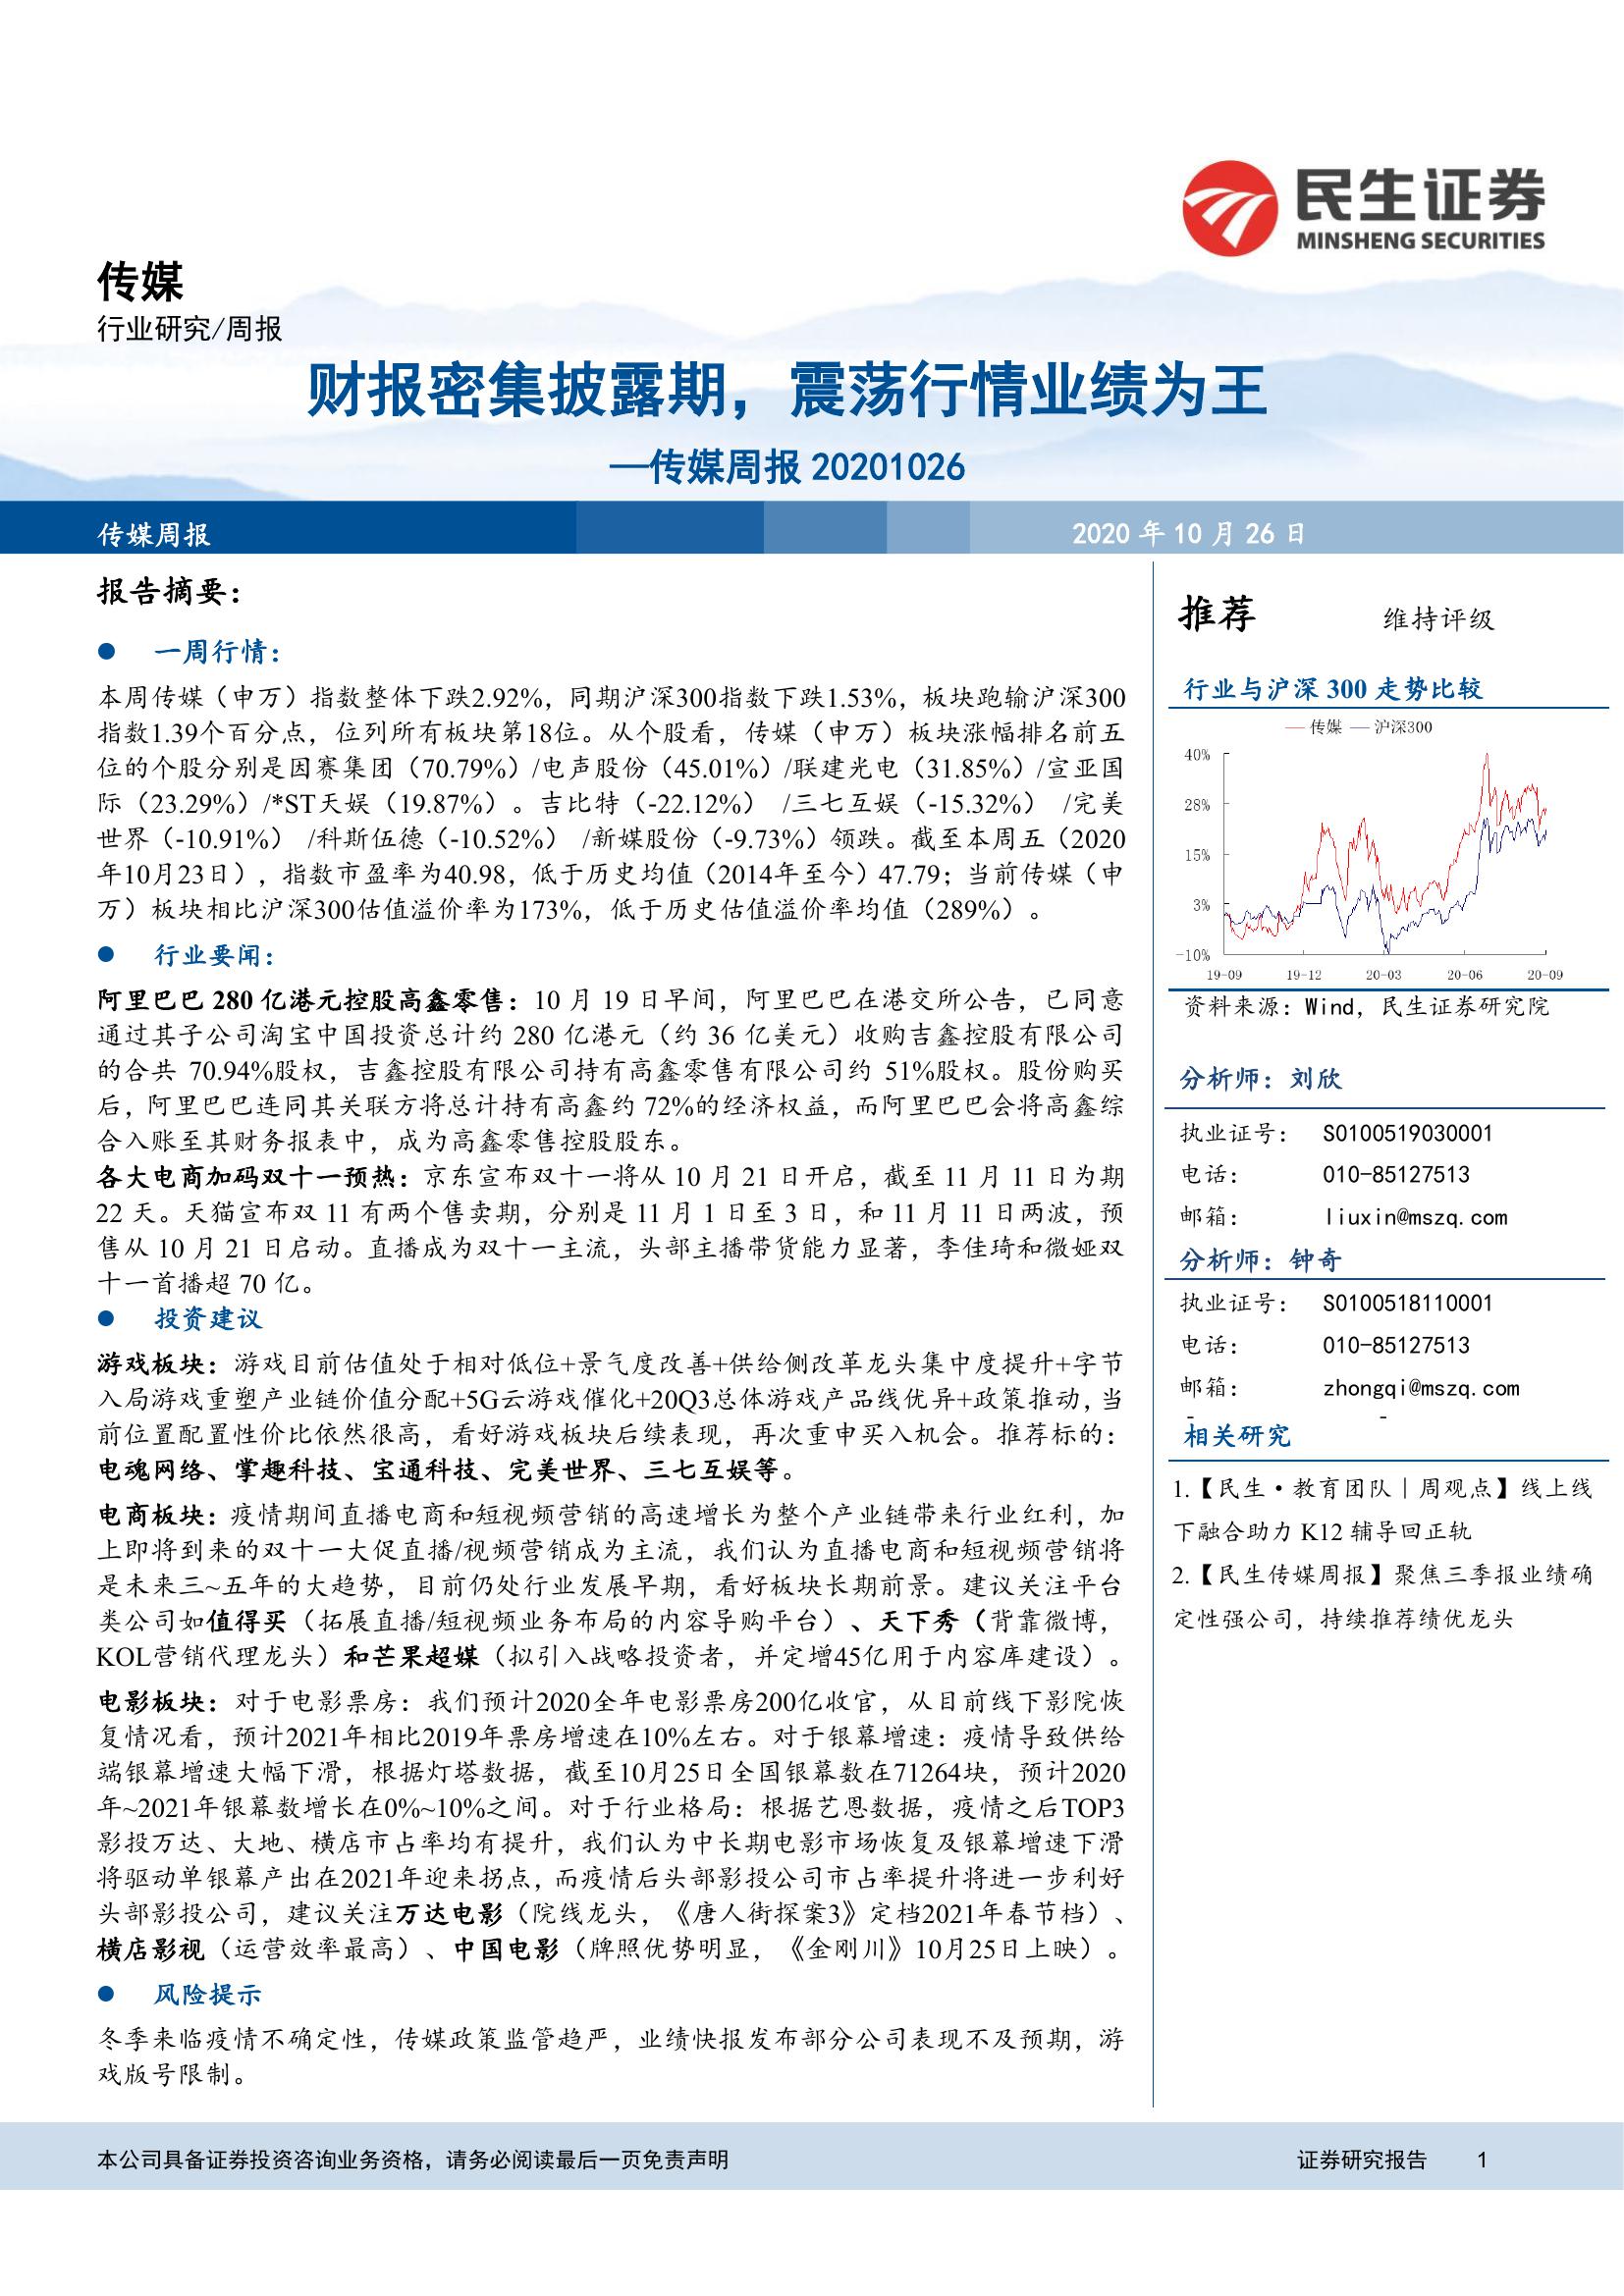 民生证券
MINSHENG SECURITIES
传媒
行业研究/周报
财报密集披露期，震荡行情业绩为王
—传媒周报 20201026
传媒周报
2020 年 10 月 26 日
报告摘要：
● 一周行情：
本周传媒（申万）指数整体下跌2.92%，同期沪深300指数下跌1.53%，板块跑输沪深300
指数1.39个百分点，位列所有板块第18位。从个股看，传媒（申万）板块涨幅排名前五
位的个股分别是因赛集团（70.79%）/电声股份（45.01%）/联建光电（31.85%）/宣亚国
际（23.29%）/*ST天娱（19.87%）。吉比特（-22.12%） /三七互娱（-15.32%） /完美
世界（-10.91%） /科斯伍德（-10.52%） /新媒股份（-9.73%）领跌。截至本周五（2020
年10月23日），指数市盈率为40.98，低于历史均值（2014年至今）47.79；当前传媒（申
万）板块相比沪深300估值溢价率为173%，低于历史估值溢价率均值（289%）。
● 行业要闻：
阿里巴巴 280 亿港元控股高鑫零售：10 月 19 日早间，阿里巴巴在港交所公告，已同意
通过其子公司淘宝中国投资总计约 280 亿港元（约 36 亿美元）收购吉鑫控股有限公司
的合共 70.94%股权，吉鑫控股有限公司持有高鑫零售有限公司约 51%股权。股份购买
后，阿里巴巴连同其关联方将总计持有高鑫约 72%的经济权益，而阿里巴巴会将高鑫综
合入账至其财务报表中，成为高鑫零售控股股东。
各大电商加码双十一预热：京东宣布双十一将从 10 月 21 日开启，截至 11 月 11 日为期
22 天。天猫宣布双 11 有两个售卖期，分别是 11 月 1 日至 3 日，和 11 月 11 日两波，预
售从 10 月 21 日启动。直播成为双十一主流，头部主播带货能力显著，李佳琦和微娅双
十一首播超 70 亿。
● 投资建议
游戏板块：游戏目前估值处于相对低位+景气度改善+供给侧改革龙头集中度提升+字节
入局游戏重塑产业链价值分配+5G云游戏催化+20Q3总体游戏产品线优异+政策推动，当
前位置配置性价比依然很高，看好游戏板块后续表现，再次重申买入机会。推荐标的：
电魂网络、掌趣科技、宝通科技、完美世界、三七互娱等。
电商板块：疫情期间直播电商和短视频营销的高速增长为整个产业链带来行业红利，加
上即将到来的双十一大促直播/视频营销成为主流，我们认为直播电商和短视频营销将
是未来三~五年的大趋势，目前仍处行业发展早期，看好板块长期前景。建议关注平台
类公司如值得买（拓展直播/短视频业务布局的内容导购平台）、天下秀（背靠微博，
KOL营销代理龙头）和芒果超媒（拟引入战略投资者，并定增45亿用于内容库建设）。
电影板块：对于电影票房：我们预计2020全年电影票房200亿收官，从目前线下影院恢
复情况看，预计2021年相比2019年票房增速在10%左右。对于银幕增速：疫情导致供给
端银幕增速大幅下滑，根据灯塔数据，截至10月25日全国银幕数在71264块，预计2020
年~2021年银幕数增长在0%~10%之间。对于行业格局：根据艺恩数据，疫情之后TOP3
影投万达、大地、横店市占率均有提升，我们认为中长期电影市场恢复及银幕增速下滑
将驱动单银幕产出在2021年迎来拐点，而疫情后头部影投公司市占率提升将进一步利好
头部影投公司，建议关注万达电影（院线龙头，《唐人街探案3》定档2021年春节档）、
横店影视（运营效率最高）、中国电影（牌照优势明显，《金刚川》10月25日上映）。
● 风险提示
冬季来临疫情不确定性，传媒政策监管趋严，业绩快报发布部分公司表现不及预期，游
戏版号限制。
推荐 维持评级
行业与沪深 300 走势比较
传媒 沪深300
40%
28%
15%
3%
-10%
19-09 19-12 20-03 20-06 20-09
资料来源：Wind，民生证券研究院
分析师：刘欣
执业证号： S0100519030001
电话： 010-85127513
邮箱： liuxin@mszq.com
分析师：钟奇
执业证号： S0100518110001
电话： 010-85127513
邮箱： zhongqi@mszq.com
- -
相关研究
1.【民生·教育团队｜周观点】线上线
下融合助力 K12 辅导回正轨
2.【民生传媒周报】聚焦三季报业绩确
定性强公司，持续推荐绩优龙头
本公司具备证券投资咨询业务资格，请务必阅读最后一页免责声明
证券研究报告 1